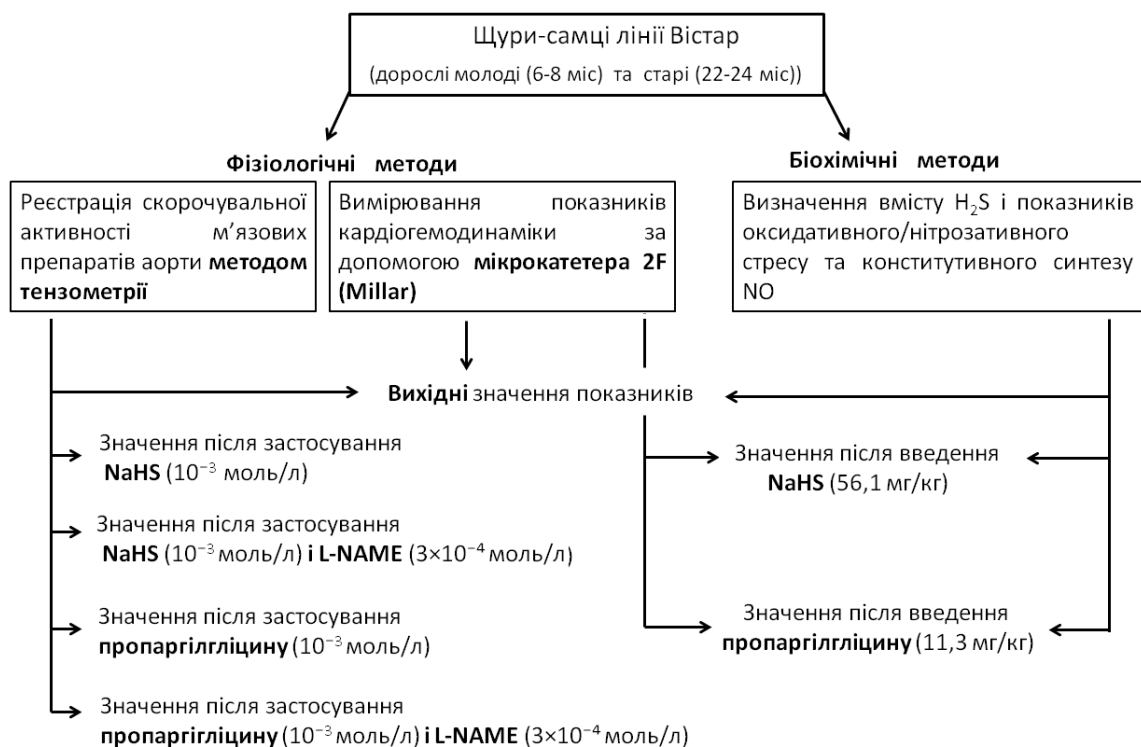 Щури-самці лінії Вістар
(дорослі молоді (6-8 міс) та старі (22-24 міс))
Фізіологічні методи
Біохімічні методи
Реєстрація скорочувальної
активності м’язових
препаратів аорти методом
тензометрії
Вимірювання показників
кардіогемодинаміки за
допомогою мікрокатетера 2F
(Millar)
Визначення вмісту H₂S і показників
оксидативного/нітрозативного
стресу та конститутивного синтезу
NO
Вихідні значення показників
Значення після застосування
NaHS (10⁻³ моль/л)
Значення після застосування
NaHS (10⁻³ моль/л) і L-NAME (3×10⁻⁴ моль/л)
Значення після застосування
пропаргілгліцину (10⁻³ моль/л)
Значення після застосування
пропаргігліцину (10⁻³ моль/л) і L-NAME (3×10⁻⁴ моль/л)
Значення після введення
NaHS (56,1 мг/кг)
Значення після введення
пропаргілгліцину (11,3 мг/кг)